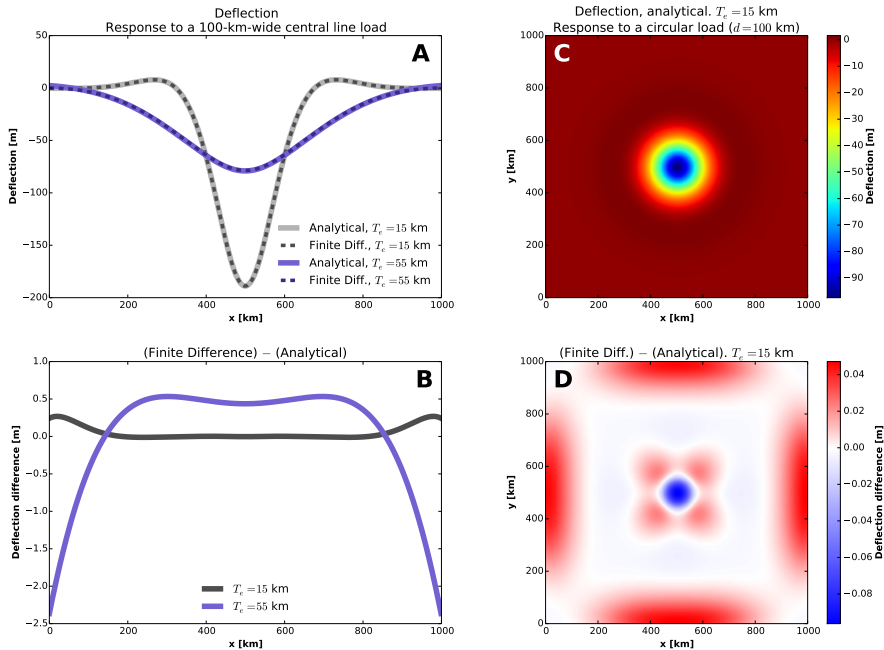 Deflection
Response to a 100-km-wide central line load
A
50
0
−50
−100
−150
−200
Deflection [m]
Analytical, Te =15 km
Finite Diff., Te =15 km
Analytical, Te =55 km
Finite Diff., Te =55 km
0 200 400 600 800 1000
x [km]
Deflection, analytical. Te =15 km
Response to a circular load (d =100 km)
C
1000
800
600
400
200
0
y [km]
0 200 400 600 800 1000
x [km]
0
−10
−20
−30
−40
−50
−60
−70
−80
−90
Deflection [m]
(Finite Difference) − (Analytical)
B
1.0
0.5
0.0
−0.5
−1.0
−1.5
−2.0
−2.5
Deflection difference [m]
Te =15 km
Te =55 km
0 200 400 600 800 1000
x [km]
(Finite Diff.) − (Analytical). Te =15 km
D
1000
800
600
400
200
0
y [km]
0 200 400 600 800 1000
x [km]
0.04
0.02
0.00
−0.02
−0.04
−0.06
−0.08
Deflection difference [m]